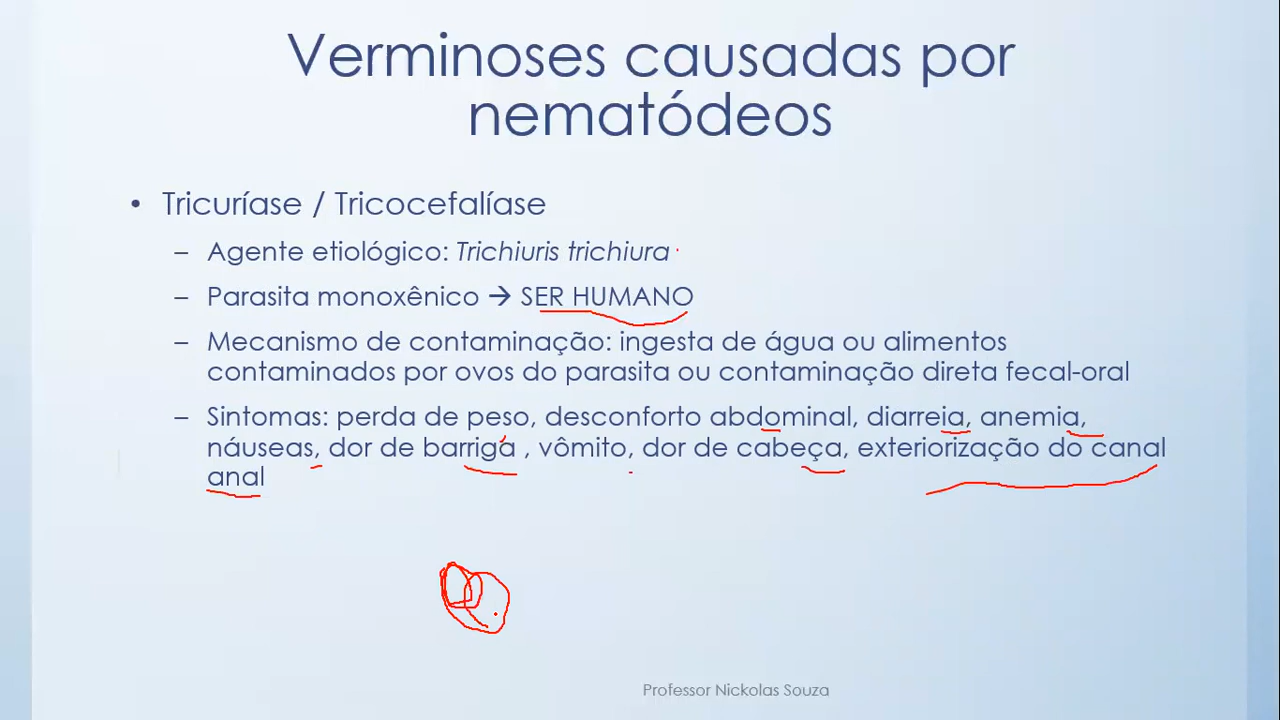 Verminoses causadas por
nematódeos
• Tricuríase / Tricocefalíase
– Agente etiológico: Trichiuris trichiura
– Parasita monoxênico → SER HUMANO
– Mecanismo de contaminação: ingesta de água ou alimentos
contaminados por ovos do parasita ou contaminação direta fecal-oral
– Sintomas: perda de peso, desconforto abdominal, diarreia, anemia,
náuseas, dor de barriga , vômito, dor de cabeça, exteriorização do canal
anal
Professor Nickolas Souza